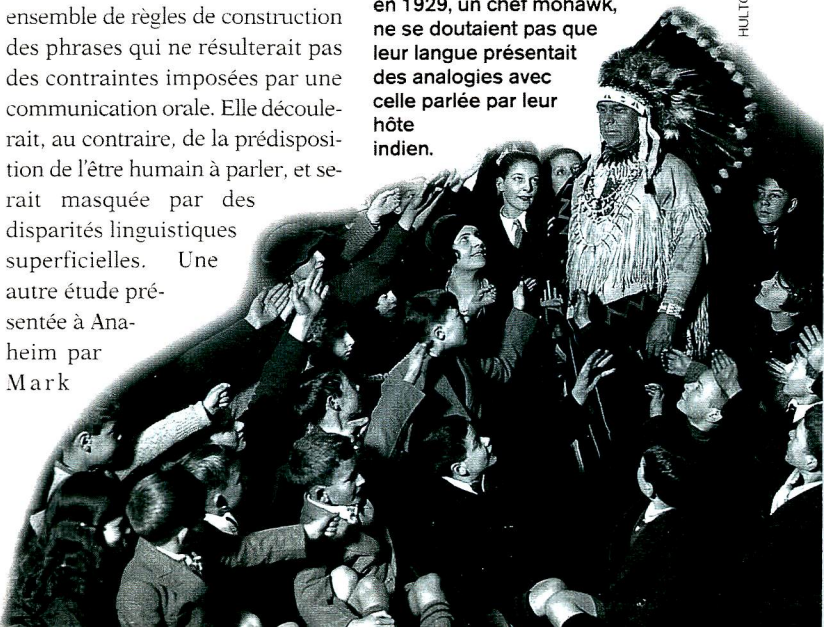 ensemble de règles de construction
des phrases qui ne résulterait pas
des contraintes imposées par une
communication orale. Elle découle-
rait, au contraire, de la prédisposi-
tion de l'être humain à parler, et se-
rait masquée par des
disparités linguistiques
superficielles. Une
autre étude pré-
sentée à Ana-
heim par
Mark
en 1929, un chef mohawk,
ne se doutaient pas que
leur langue présentait
des analogies avec
celle parlée par leur
hôte
indien.